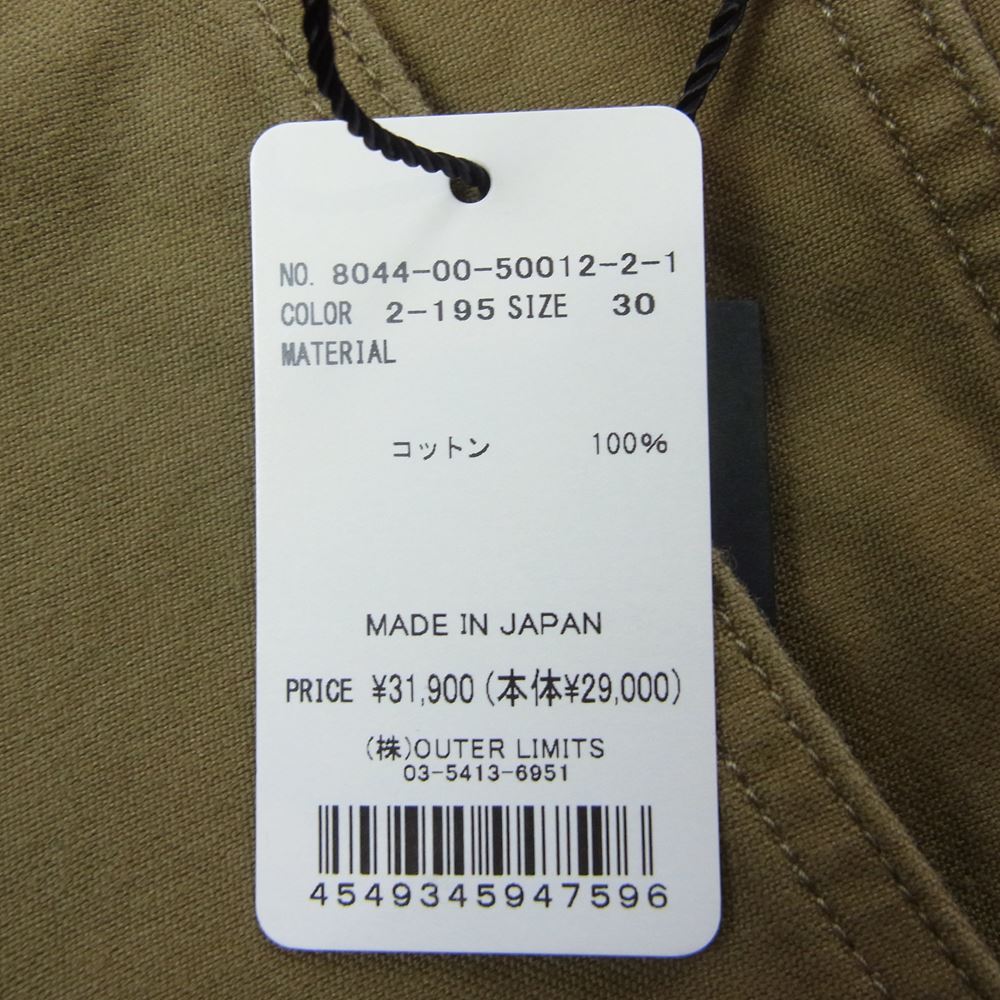 NO. 8044-00-50012-2-1
COLOR 2-195 SIZE 30
MATERIAL
コットン 100%
MADE IN JAPAN
PRICE ¥31,900 (本体¥29,000)
(株)OUTER LIMITS
03-5413-6951
4549345947596